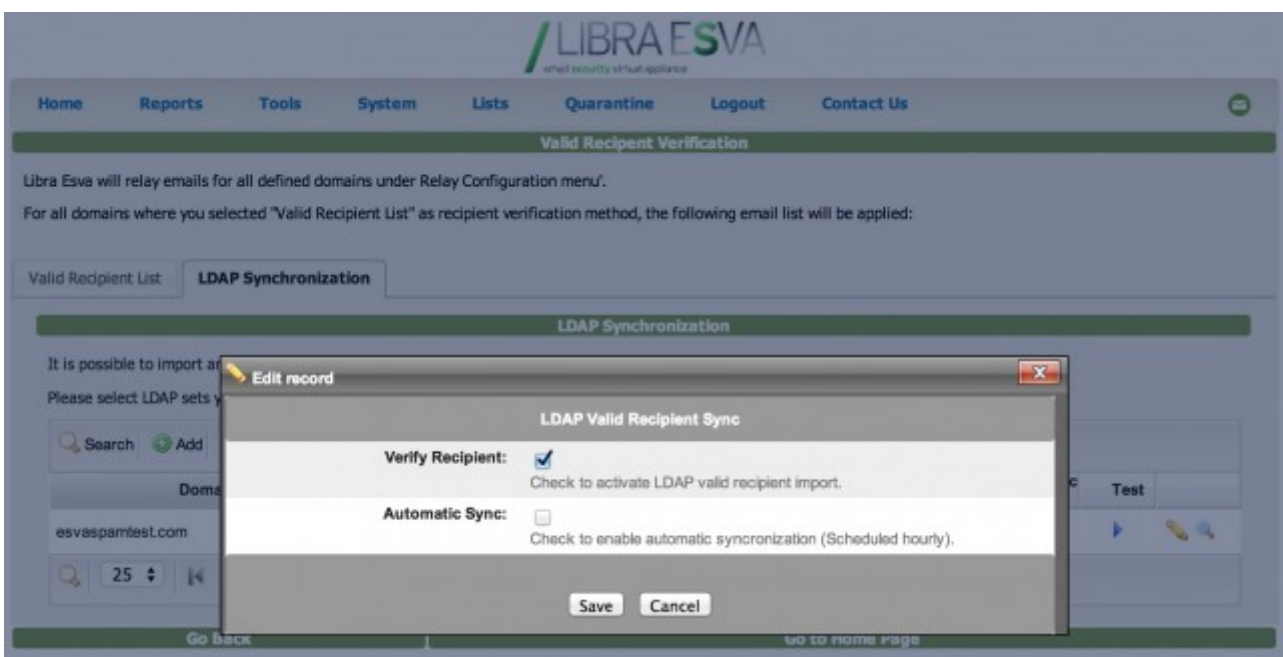 LIBRA ESVA
email security virtual appliance
Home Reports Tools System Lists Quarantine Logout Contact Us
Valid Recipent Verification
Libra Esva will relay emails for all defined domains under Relay Configuration menu'.
For all domains where you selected "Valid Recipient List" as recipient verification method, the following email list will be applied:
Valid Recipient List LDAP Synchronization
LDAP Synchronization
It is possible to import
Please select LDAP sets
Edit record
LDAP Valid Recipient Sync
Search Add
Verify Recipient:
Check to activate LDAP valid recipient import.
Test
Automatic Sync:
esvaspamtest.com
Check to enable automatic syncronization (Scheduled hourly).
25
Save Cancel
Go Back Go to Home Page